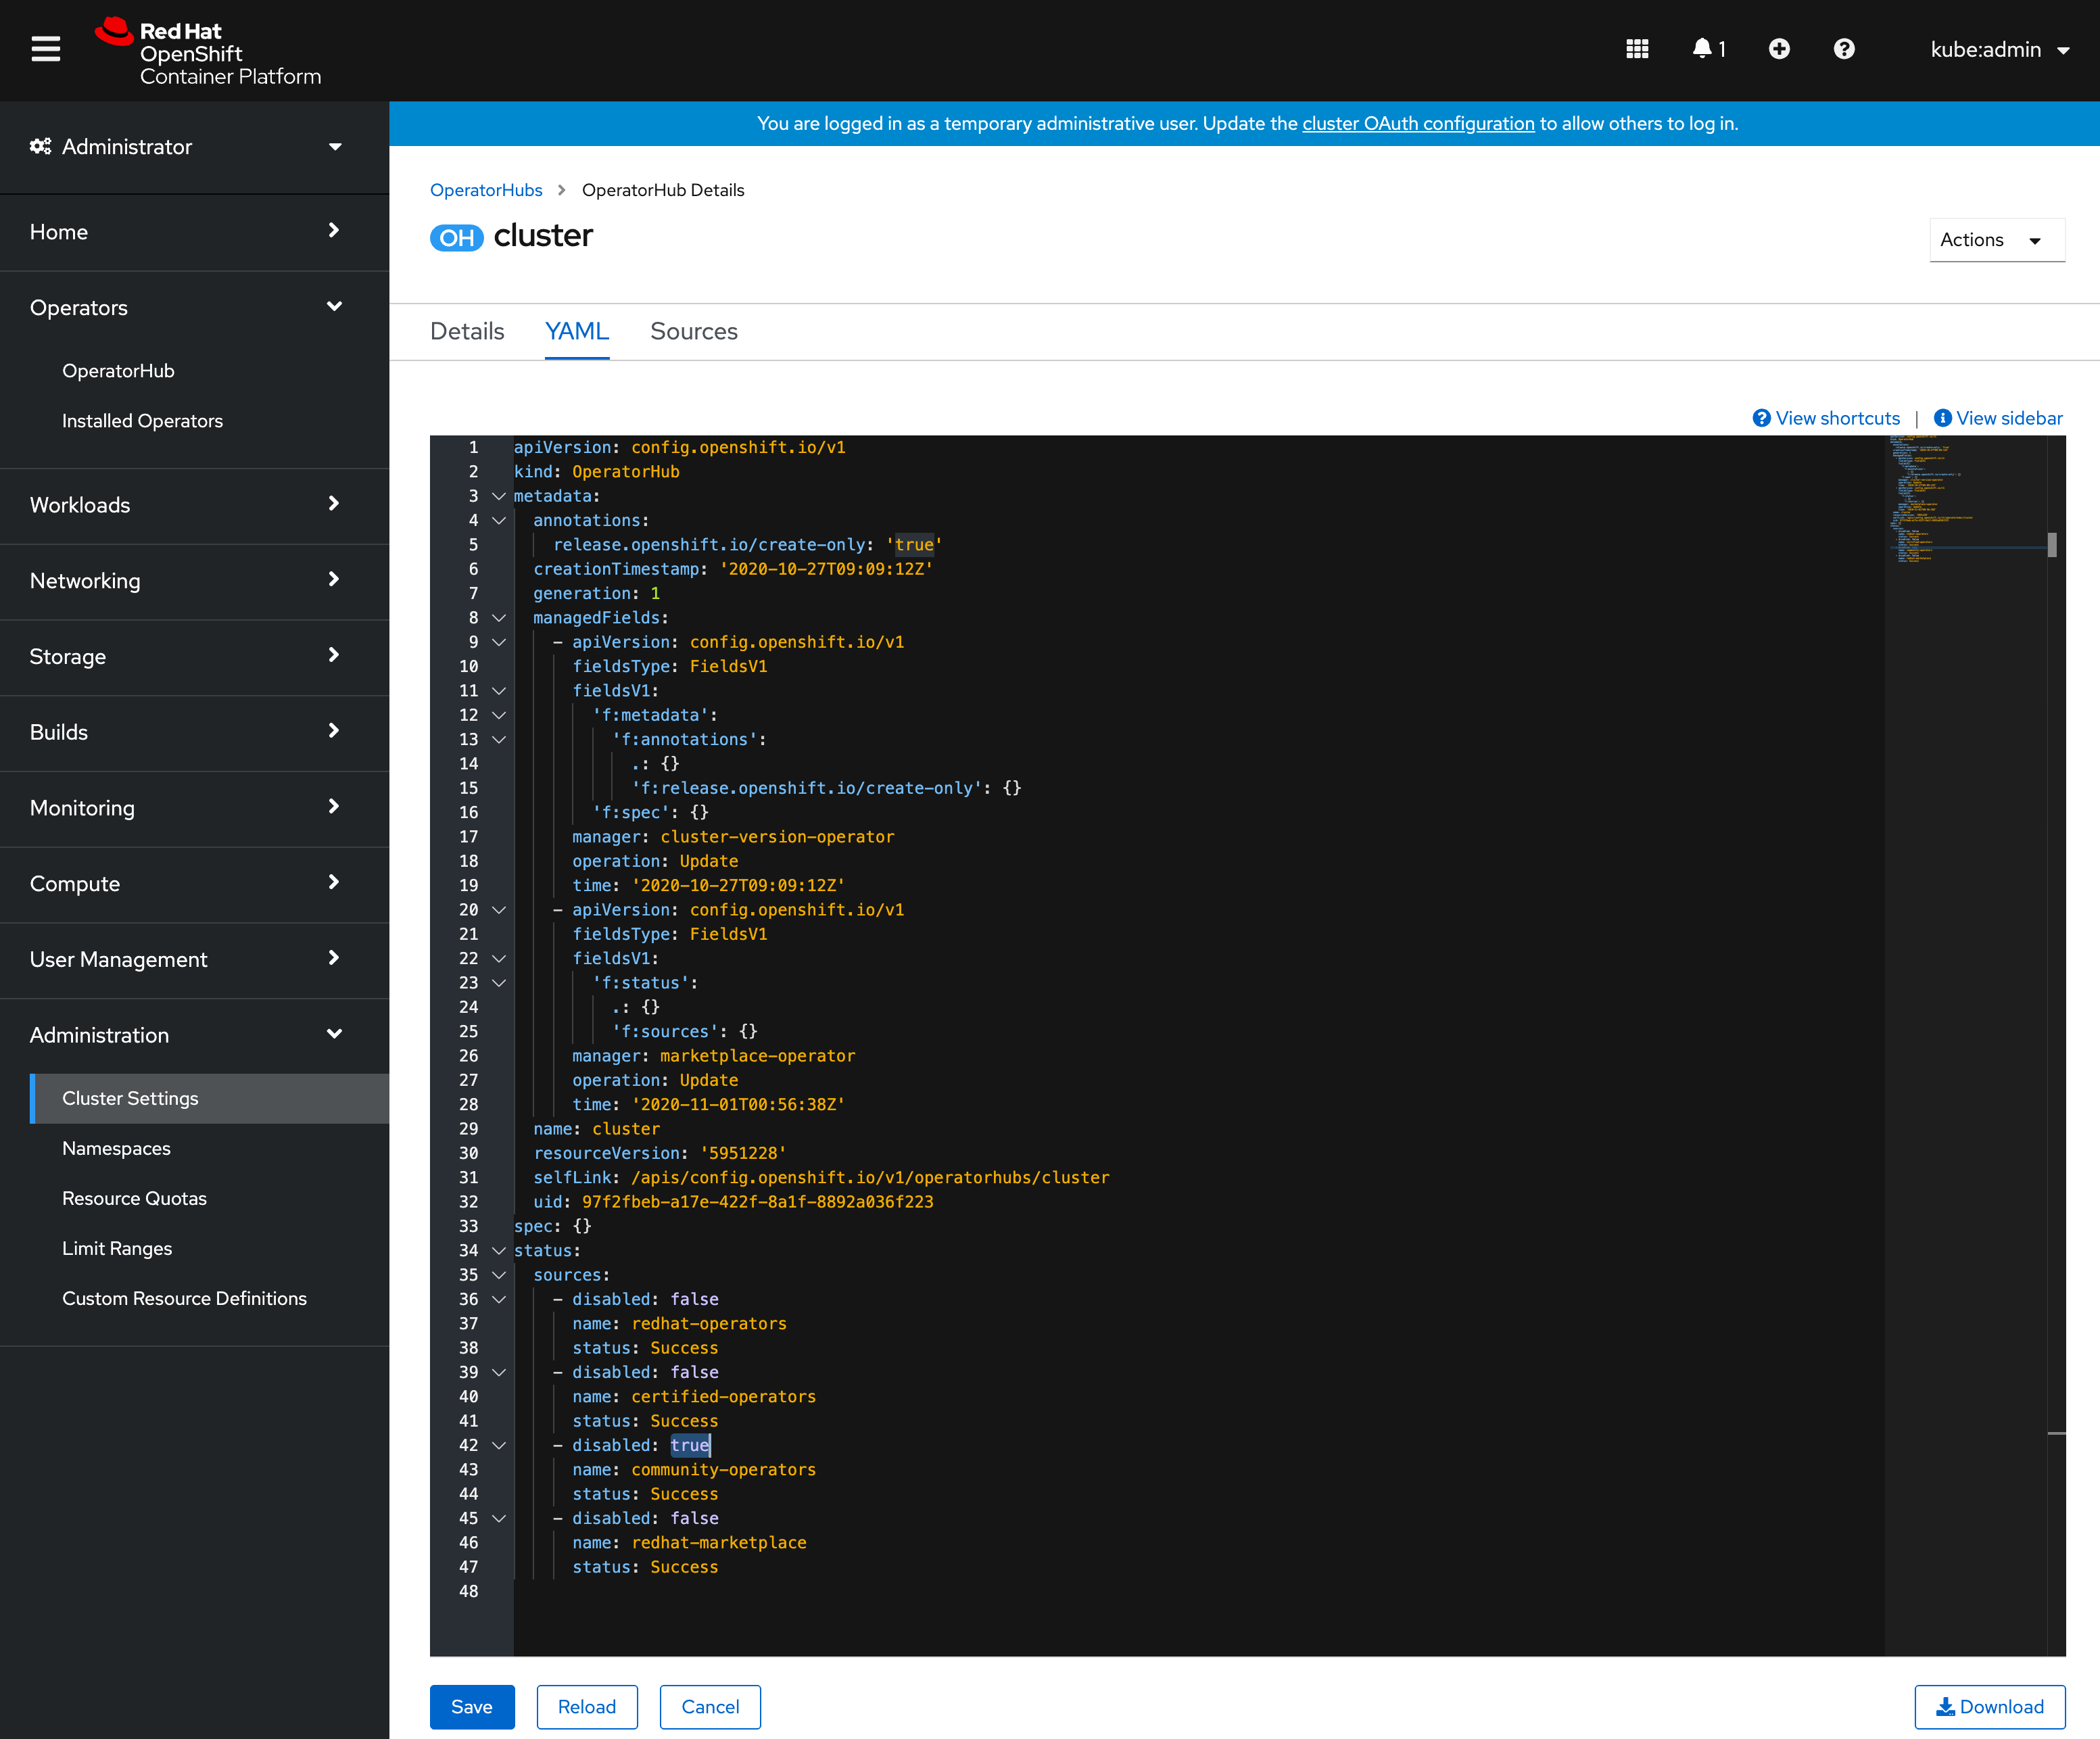 Red Hat
OpenShift
Container Platform
1
kube:admin
Administrator
Home
Operators
OperatorHub
Installed Operators
Workloads
Networking
Storage
Builds
Monitoring
Compute
User Management
Administration
Cluster Settings
Namespaces
Resource Quotas
Limit Ranges
Custom Resource Definitions
You are logged in as a temporary administrative user. Update the cluster OAuth configuration to allow others to log in.
OperatorHubs > OperatorHub Details
OH cluster
Actions
Details YAML Sources
View shortcuts | View sidebar
1 apiVersion: config.openshift.io/v1
2 kind: OperatorHub
3 metadata:
4   annotations:
5     release.openshift.io/create-only: 'true'
6   creationTimestamp: '2020-10-27T09:09:12Z'
7   generation: 1
8   managedFields:
9     - apiVersion: config.openshift.io/v1
10       fieldsType: FieldsV1
11       fieldsV1:
12         'f:metadata':
13           'f:annotations':
14             .: {}
15             'f:release.openshift.io/create-only': {}
16         'f:spec': {}
17       manager: cluster-version-operator
18       operation: Update
19       time: '2020-10-27T09:09:12Z'
20     - apiVersion: config.openshift.io/v1
21       fieldsType: FieldsV1
22       fieldsV1:
23         'f:status':
24           .: {}
25           'f:sources': {}
26       manager: marketplace-operator
27       operation: Update
28       time: '2020-11-01T00:56:38Z'
29   name: cluster
30   resourceVersion: '5951228'
31   selfLink: /apis/config.openshift.io/v1/operatorhubs/cluster
32   uid: 97f2fbeb-a17e-422f-8a1f-8892a036f223
33 spec: {}
34 status:
35   sources:
36     - disabled: false
37       name: redhat-operators
38       status: Success
39     - disabled: false
40       name: certified-operators
41       status: Success
42     - disabled: true
43       name: community-operators
44       status: Success
45     - disabled: false
46       name: redhat-marketplace
47       status: Success
48
Save Reload Cancel Download